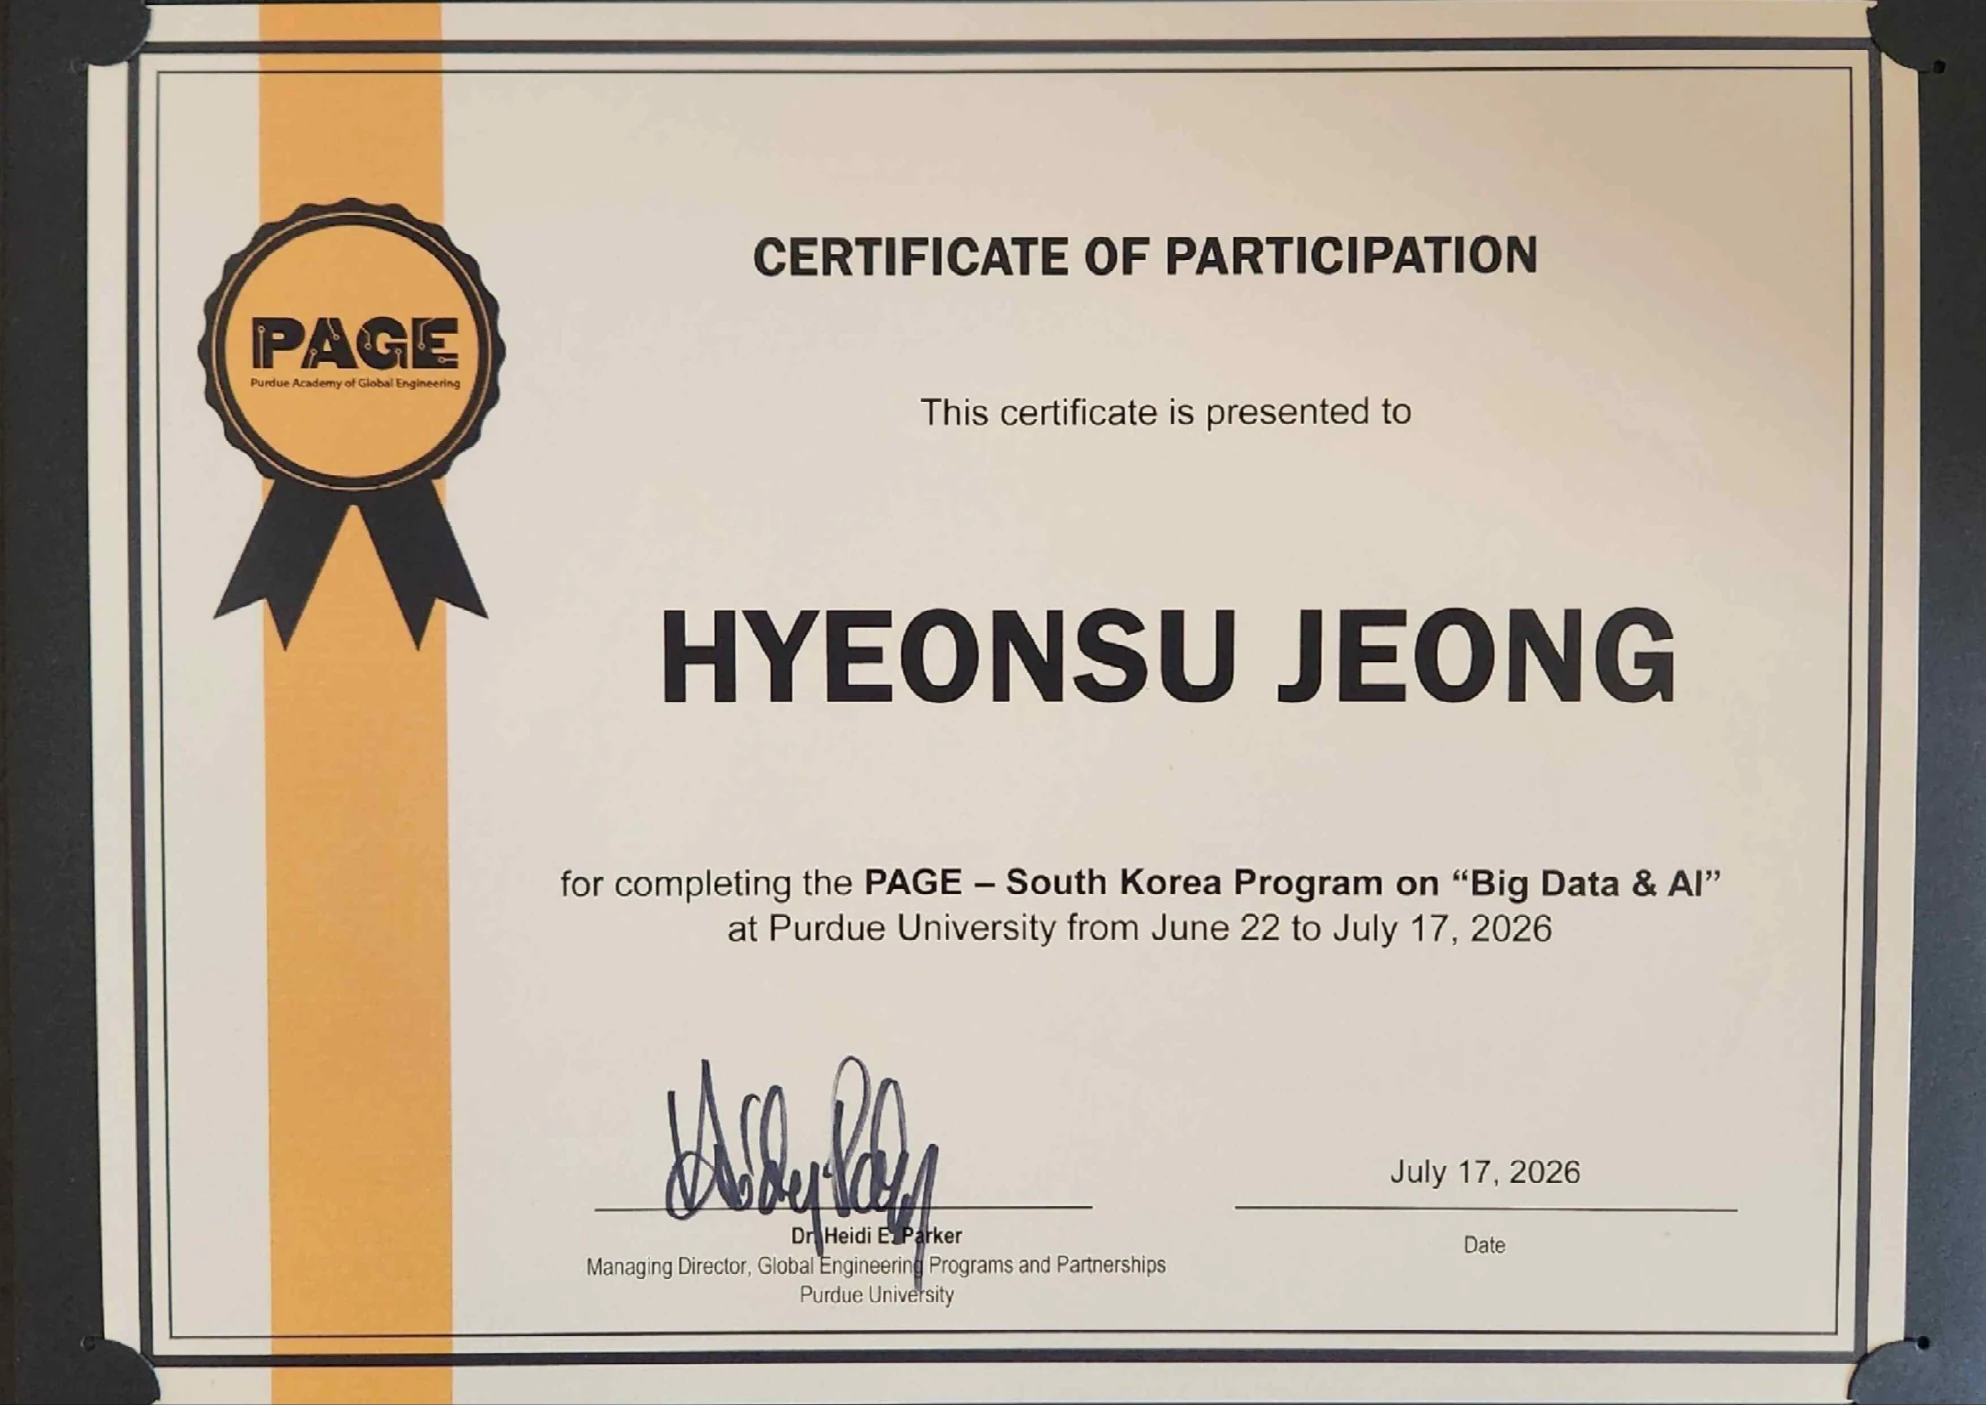 PAGE
Purdue Academy of Global Engineering
CERTIFICATE OF PARTICIPATION
This certificate is presented to
HYEONSU JEONG
for completing the PAGE – South Korea Program on “Big Data & AI”
at Purdue University from June 22 to July 17, 2026
July 17, 2026
Dr. Heidi E. Parker
Managing Director, Global Engineering Programs and Partnerships
Purdue University
Date